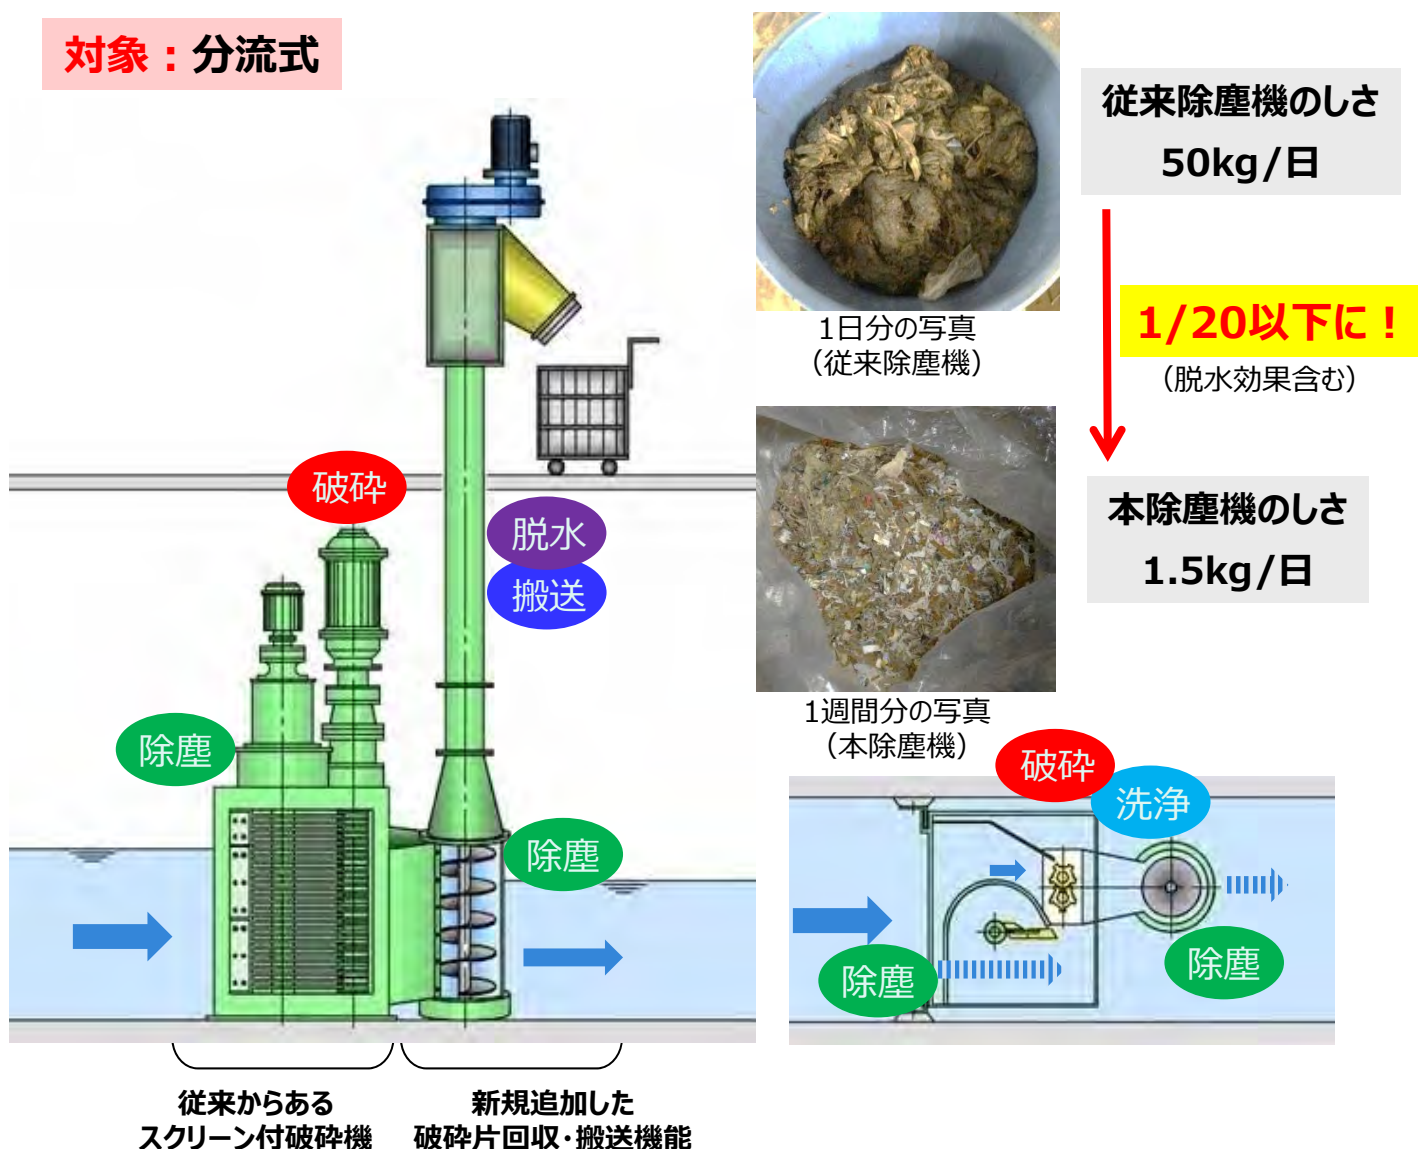 対象：分流式
従来除塵機のしさ
50kg/日
1/20以下に！
（脱水効果含む）
本除塵機のしさ
1.5kg/日
1日分の写真
（従来除塵機）
1週間分の写真
（本除塵機）
破砕
脱水
搬送
除塵
除塵
破砕
洗浄
除塵
除塵
従来からある
スクリーン付破砕機
新規追加した
破砕片回収・搬送機能